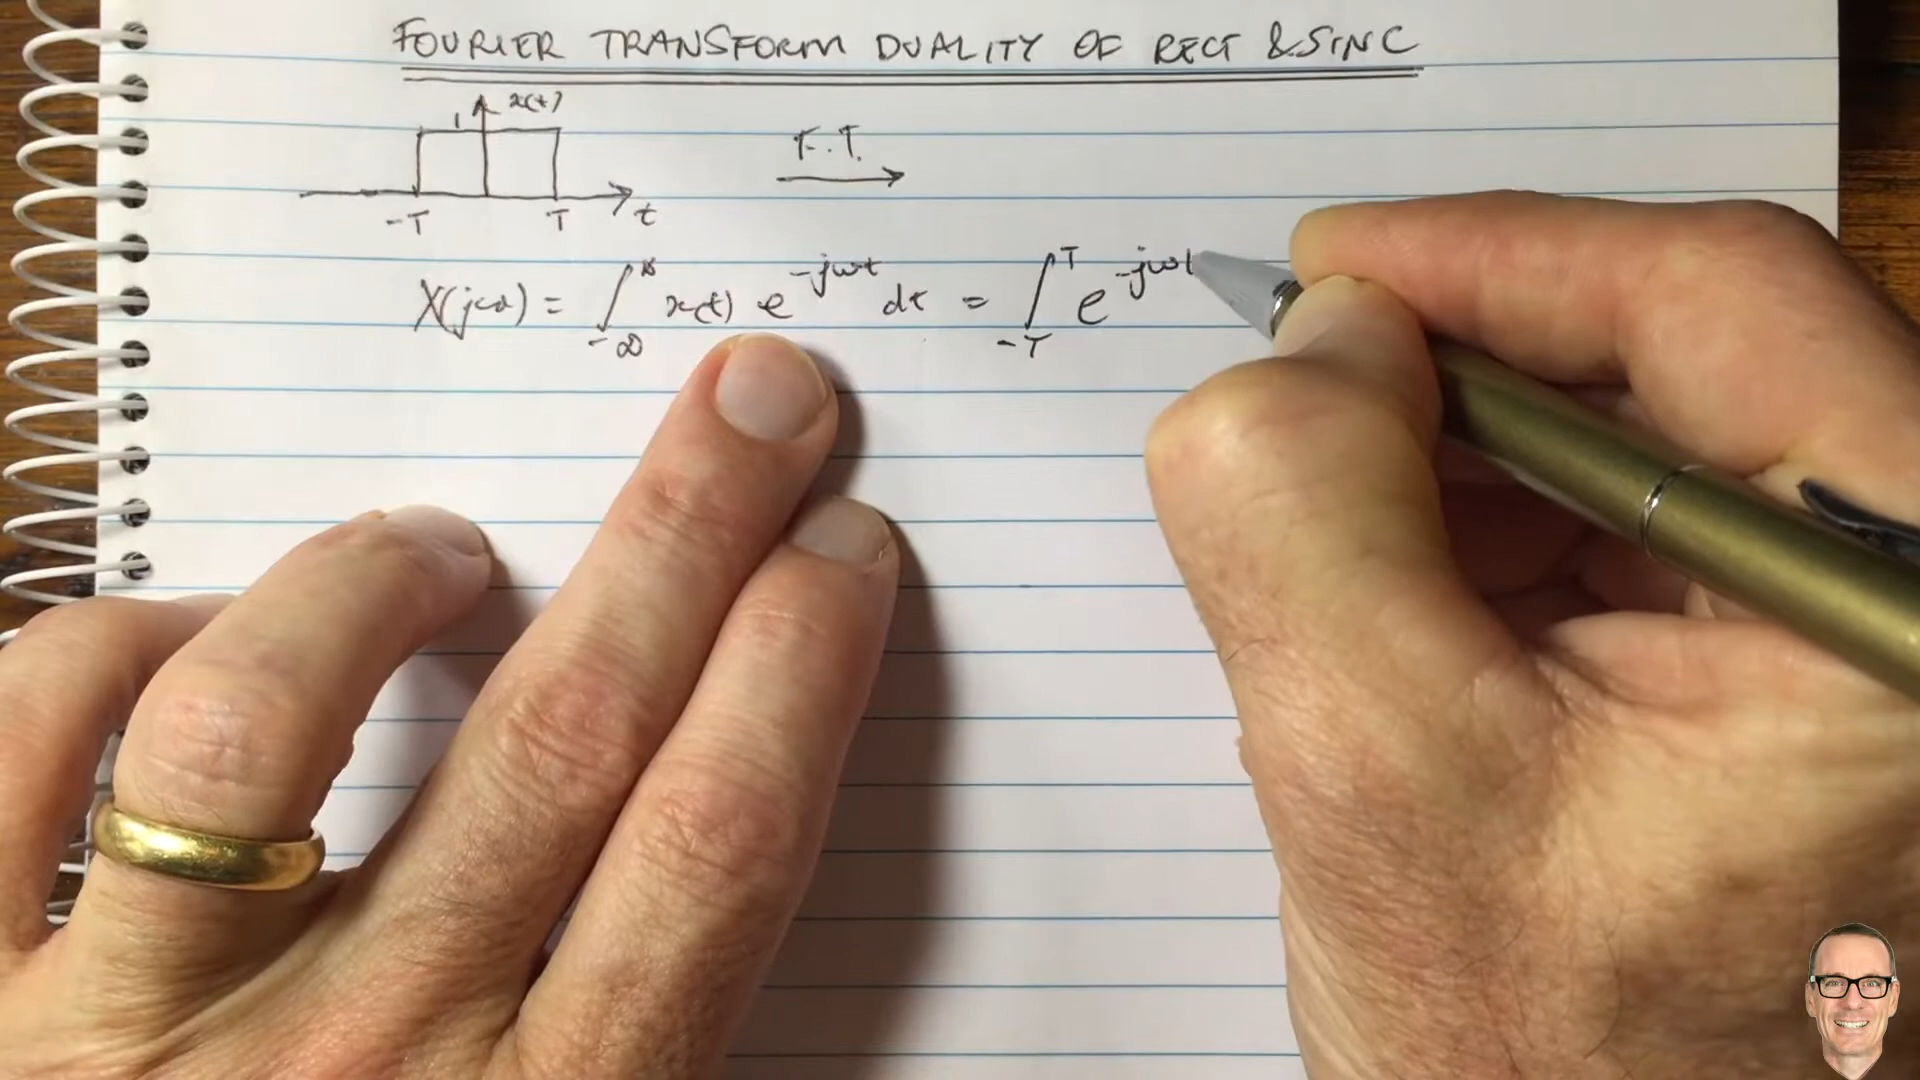 FOURIER TRANSFORM DUALITY OF RECT & SINC
1 x(t)
F.T.
-T T t
X(jω) = ∫_{-∞}^{∞} x(t) e^{-jωt} dt = ∫_{-T}^{T} e^{-jωt}